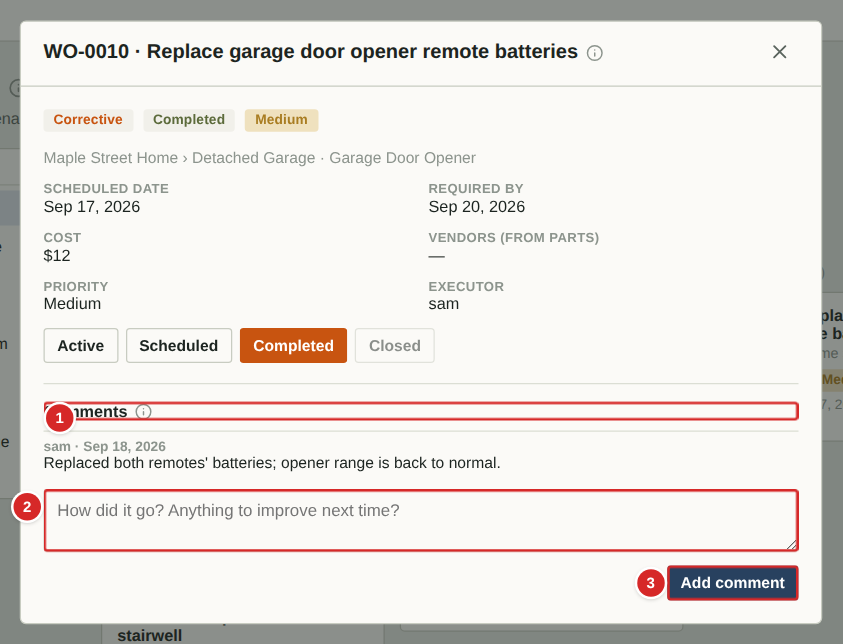 WO-0010 · Replace garage door opener remote batteries
Corrective Completed Medium
Maple Street Home › Detached Garage · Garage Door Opener
SCHEDULED DATE REQUIRED BY
Sep 17, 2026 Sep 20, 2026
COST VENDORS (FROM PARTS)
$12 —
PRIORITY EXECUTOR
Medium sam
Active Scheduled Completed Closed
1 mments
sam · Sep 18, 2026
Replaced both remotes' batteries; opener range is back to normal.
2 How did it go? Anything to improve next time?
3 Add comment
stairwell